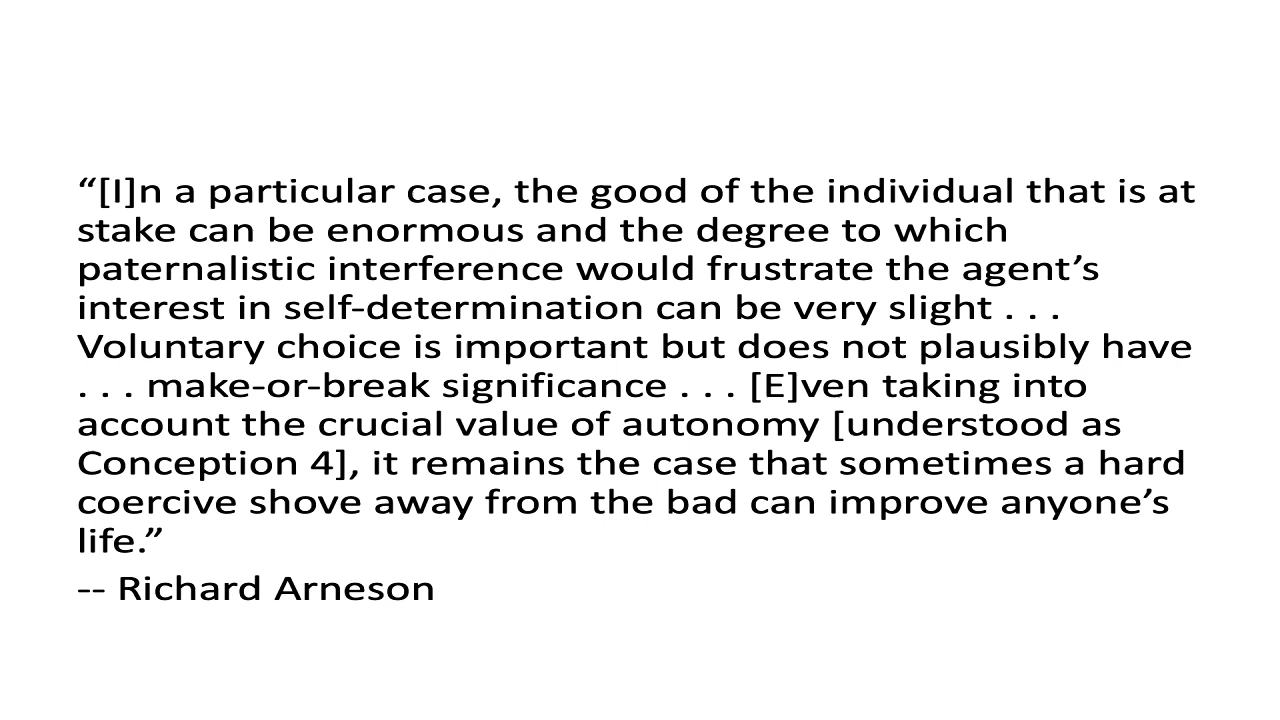 “[I]n a particular case, the good of the individual that is at
stake can be enormous and the degree to which
paternalistic interference would frustrate the agent’s
interest in self-determination can be very slight . . .
Voluntary choice is important but does not plausibly have
. . . make-or-break significance . . . [E]ven taking into
account the crucial value of autonomy [understood as
Conception 4], it remains the case that sometimes a hard
coercive shove away from the bad can improve anyone’s
life.”
-- Richard Arneson